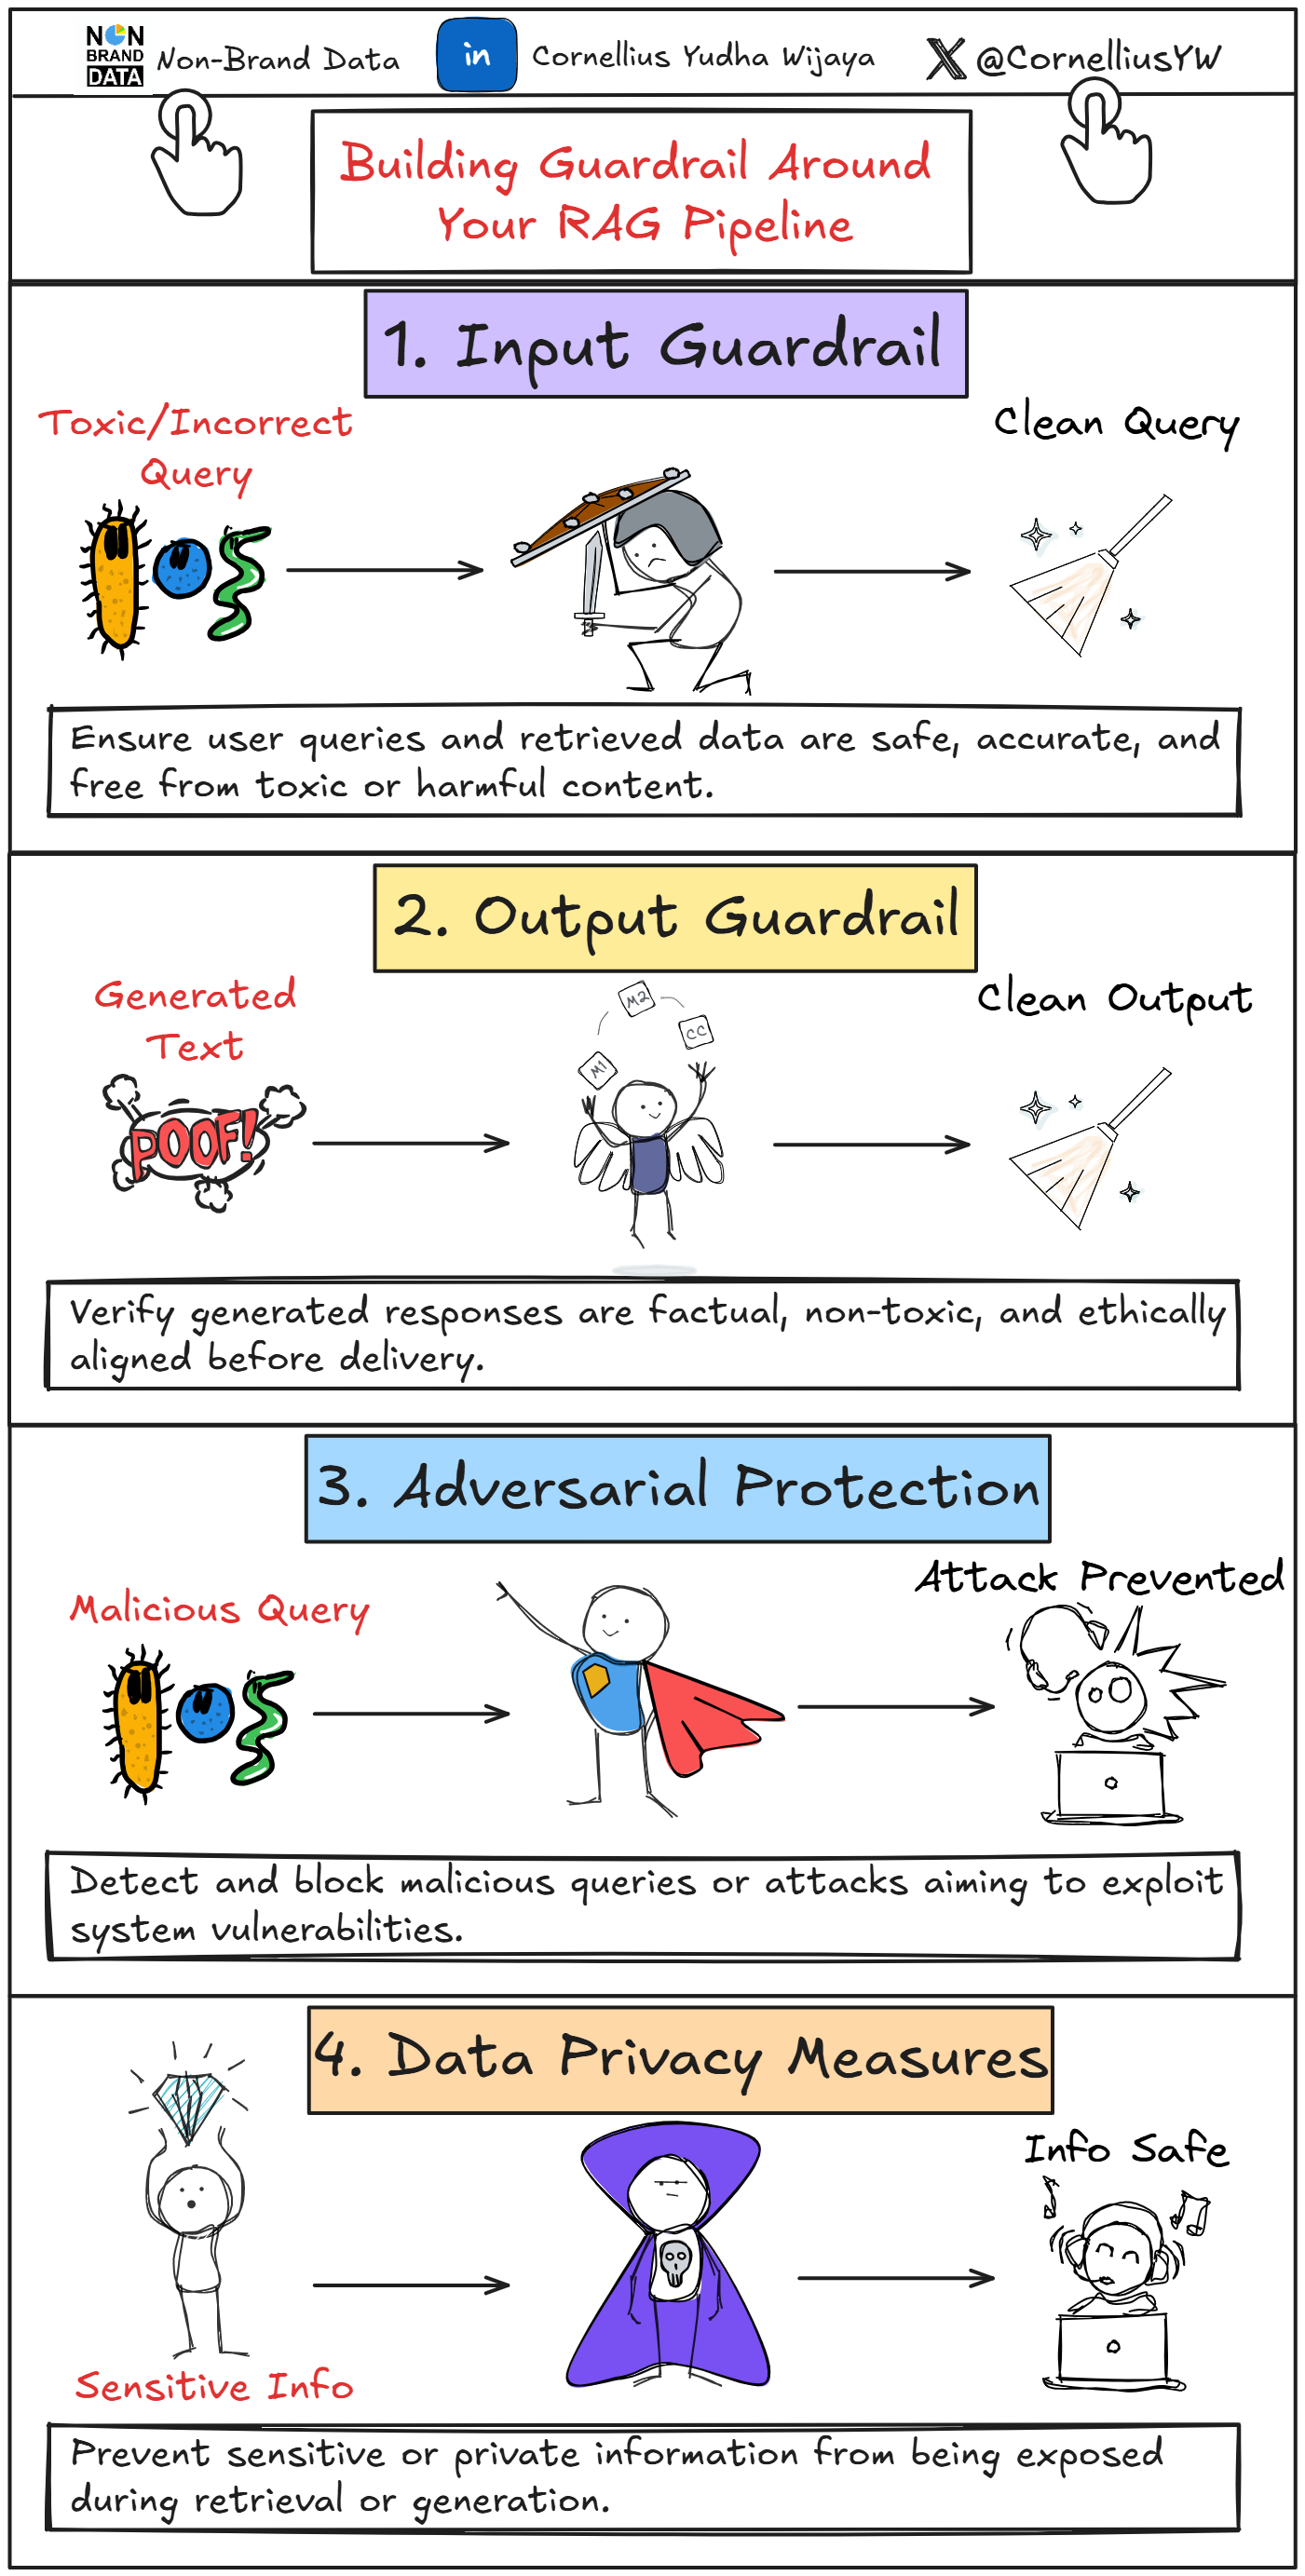 NON
BRAND
DATA
Non-Brand Data
in
Cornellius Yudha Wijaya
X @CornelliusYW
Building Guardrail Around
Your RAG Pipeline
1. Input Guardrail
Toxic/Incorrect
Query
Clean Query
Ensure user queries and retrieved data are safe, accurate, and
free from toxic or harmful content.
2. Output Guardrail
Generated
Text
POOF!
M1
M2
CC
Clean Output
Verify generated responses are factual, non-toxic, and ethically
aligned before delivery.
3. Adversarial Protection
Malicious Query
Attack Prevented
Detect and block malicious queries or attacks aiming to exploit
system vulnerabilities.
4. Data Privacy Measures
Sensitive Info
Info Safe
Prevent sensitive or private information from being exposed
during retrieval or generation.